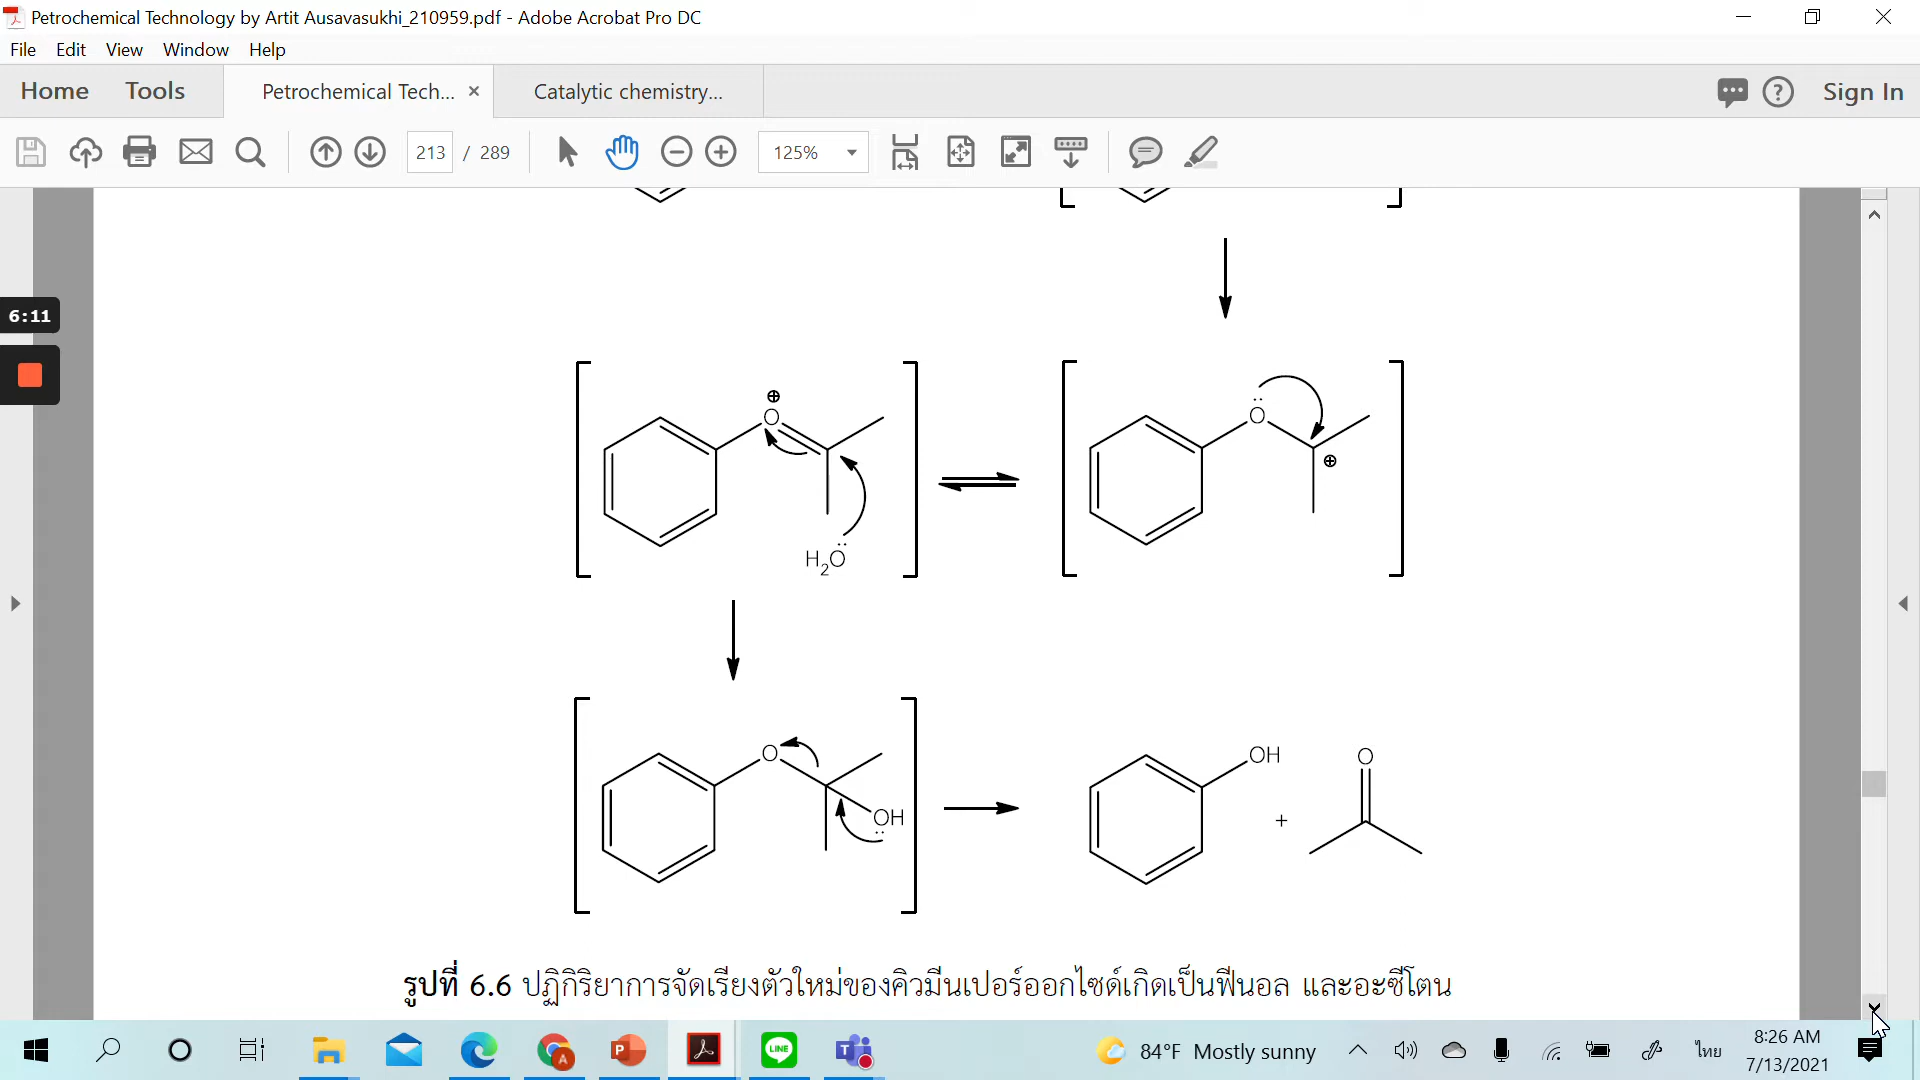 Petrochemical Technology by Artit Ausavasukhi_210959.pdf - Adobe Acrobat Pro DC
File Edit View Window Help
Home Tools Petrochemical Tech... × Catalytic chemistry... Sign In
213 / 289 125%
6:11
⊕
O
H₂O
O
⊕
O
OH
OH
+
O
รูปที่ 6.6 ปฏิกิริยาการจัดเรียงตัวใหม่ของคิวมีนเปอร์ออกไซด์เกิดเป็นฟีนอล และอะซีโตน
84°F Mostly sunny ไทย 8:26 AM
7/13/2021
A P LINE T